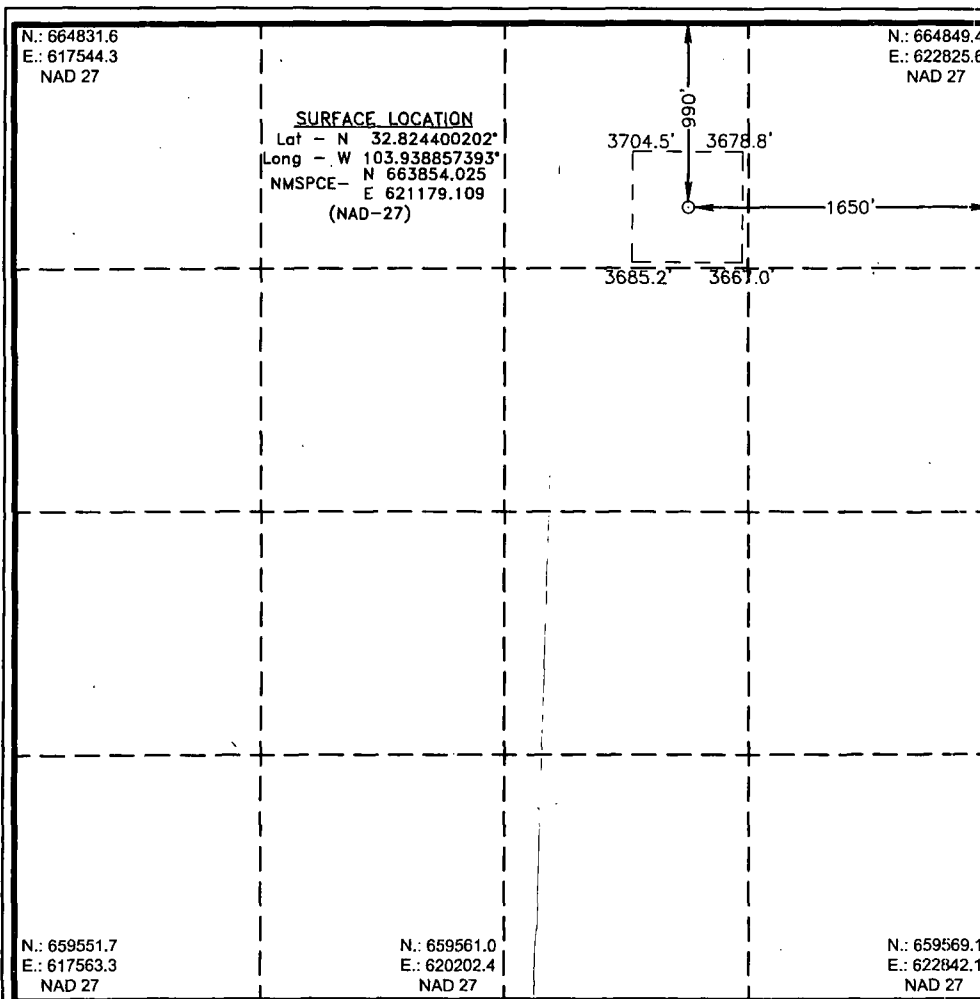 N.: 664831.6
E.: 617544.3
NAD 27
N.: 664849.4
E.: 622825.6
NAD 27
SURFACE LOCATION
Lat - N 32.824400202°
Long - W 103.938857393°
NMSPCE- N 663854.025
E 621179.109
(NAD-27)
990'
3704.5' 3678.8'
1650'
3685.2' 3667.0'
N.: 659551.7
E.: 617563.3
NAD 27
N.: 659561.0
E.: 620202.4
NAD 27
N.: 659569.1
E.: 622842.1
NAD 27